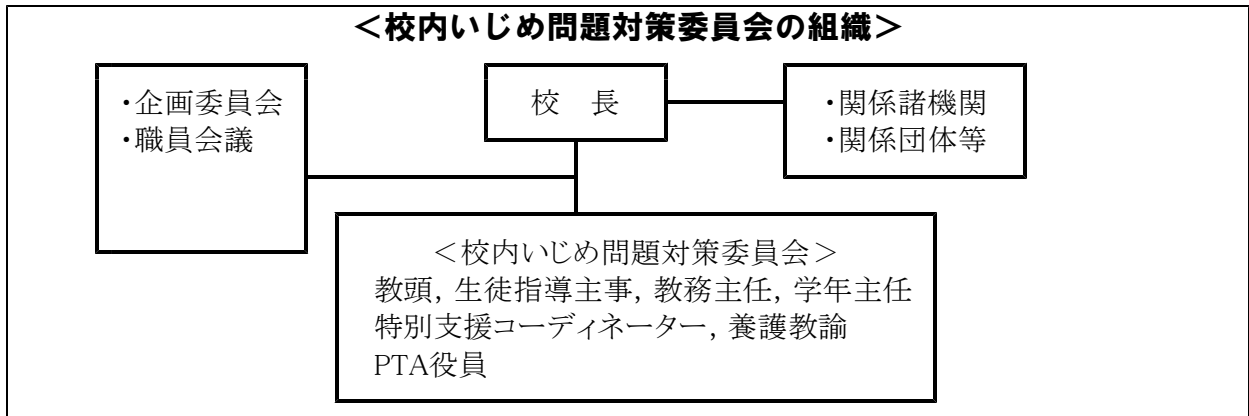 ＜校内いじめ問題対策委員会の組織＞
・企画委員会
・職員会議
校　長
・関係諸機関
・関係団体等
＜校内いじめ問題対策委員会＞
教頭，生徒指導主事，教務主任，学年主任
特別支援コーディネーター，養護教諭
PTA役員